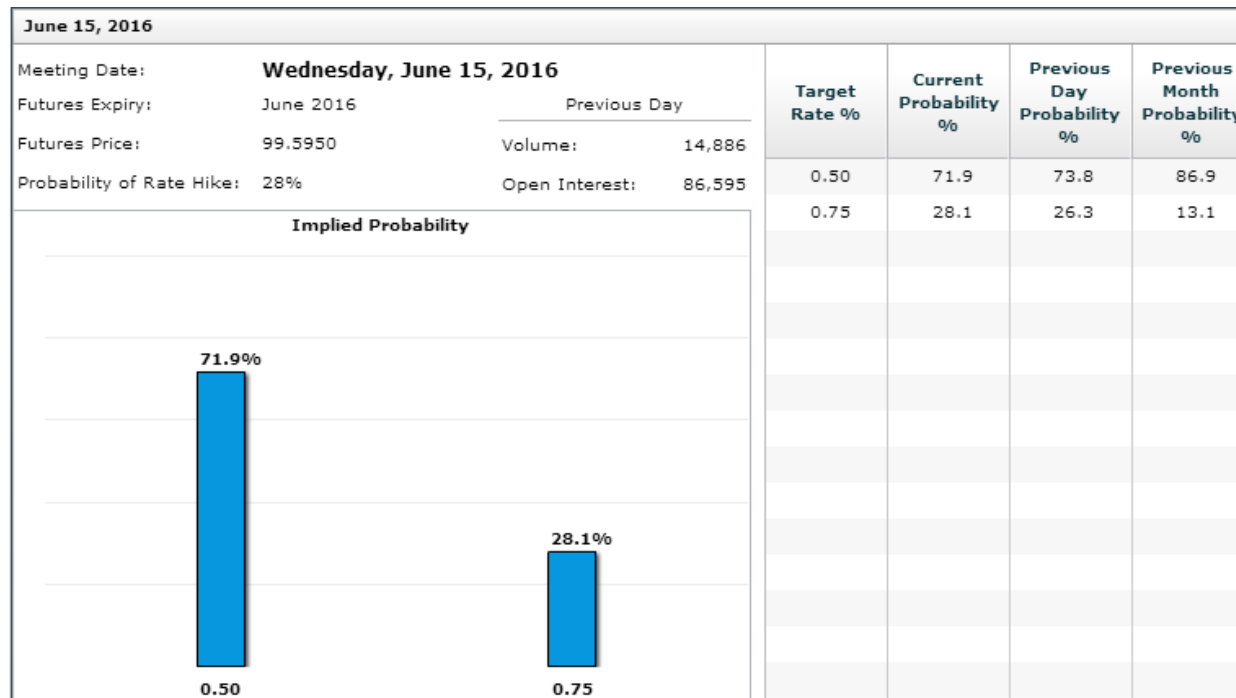 June 15, 2016
Meeting Date: Wednesday, June 15, 2016
Futures Expiry: June 2016 Previous Day
Futures Price: 99.5950 Volume: 14,886
Probability of Rate Hike: 28% Open Interest: 86,595
Implied Probability
71.9%
28.1%
0.50 0.75
Target Rate % Current Probability % Previous Day Probability % Previous Month Probability %
0.50 71.9 73.8 86.9
0.75 28.1 26.3 13.1